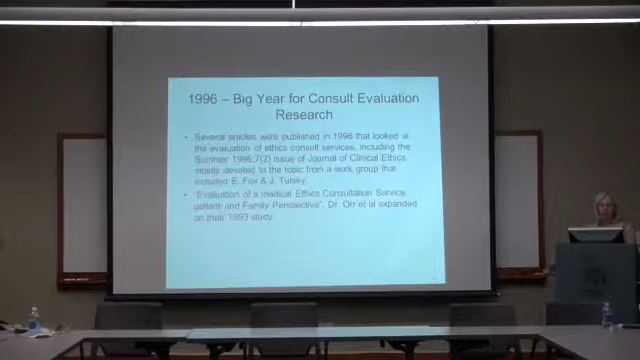 1996 – Big Year for Consult Evaluation
Research
• Several articles were published in 1996 that looked at
the evaluation of ethics consult services, including the
Summer 1996;7(2) issue of Journal of Clinical Ethics
mostly devoted to the topic from a work group that
included E. Fox & J. Tulsky.
• "Evaluation of a medical Ethics Consultation Service:
patient and Family Perspective". Dr. Orr et al expanded
on their 1993 study.